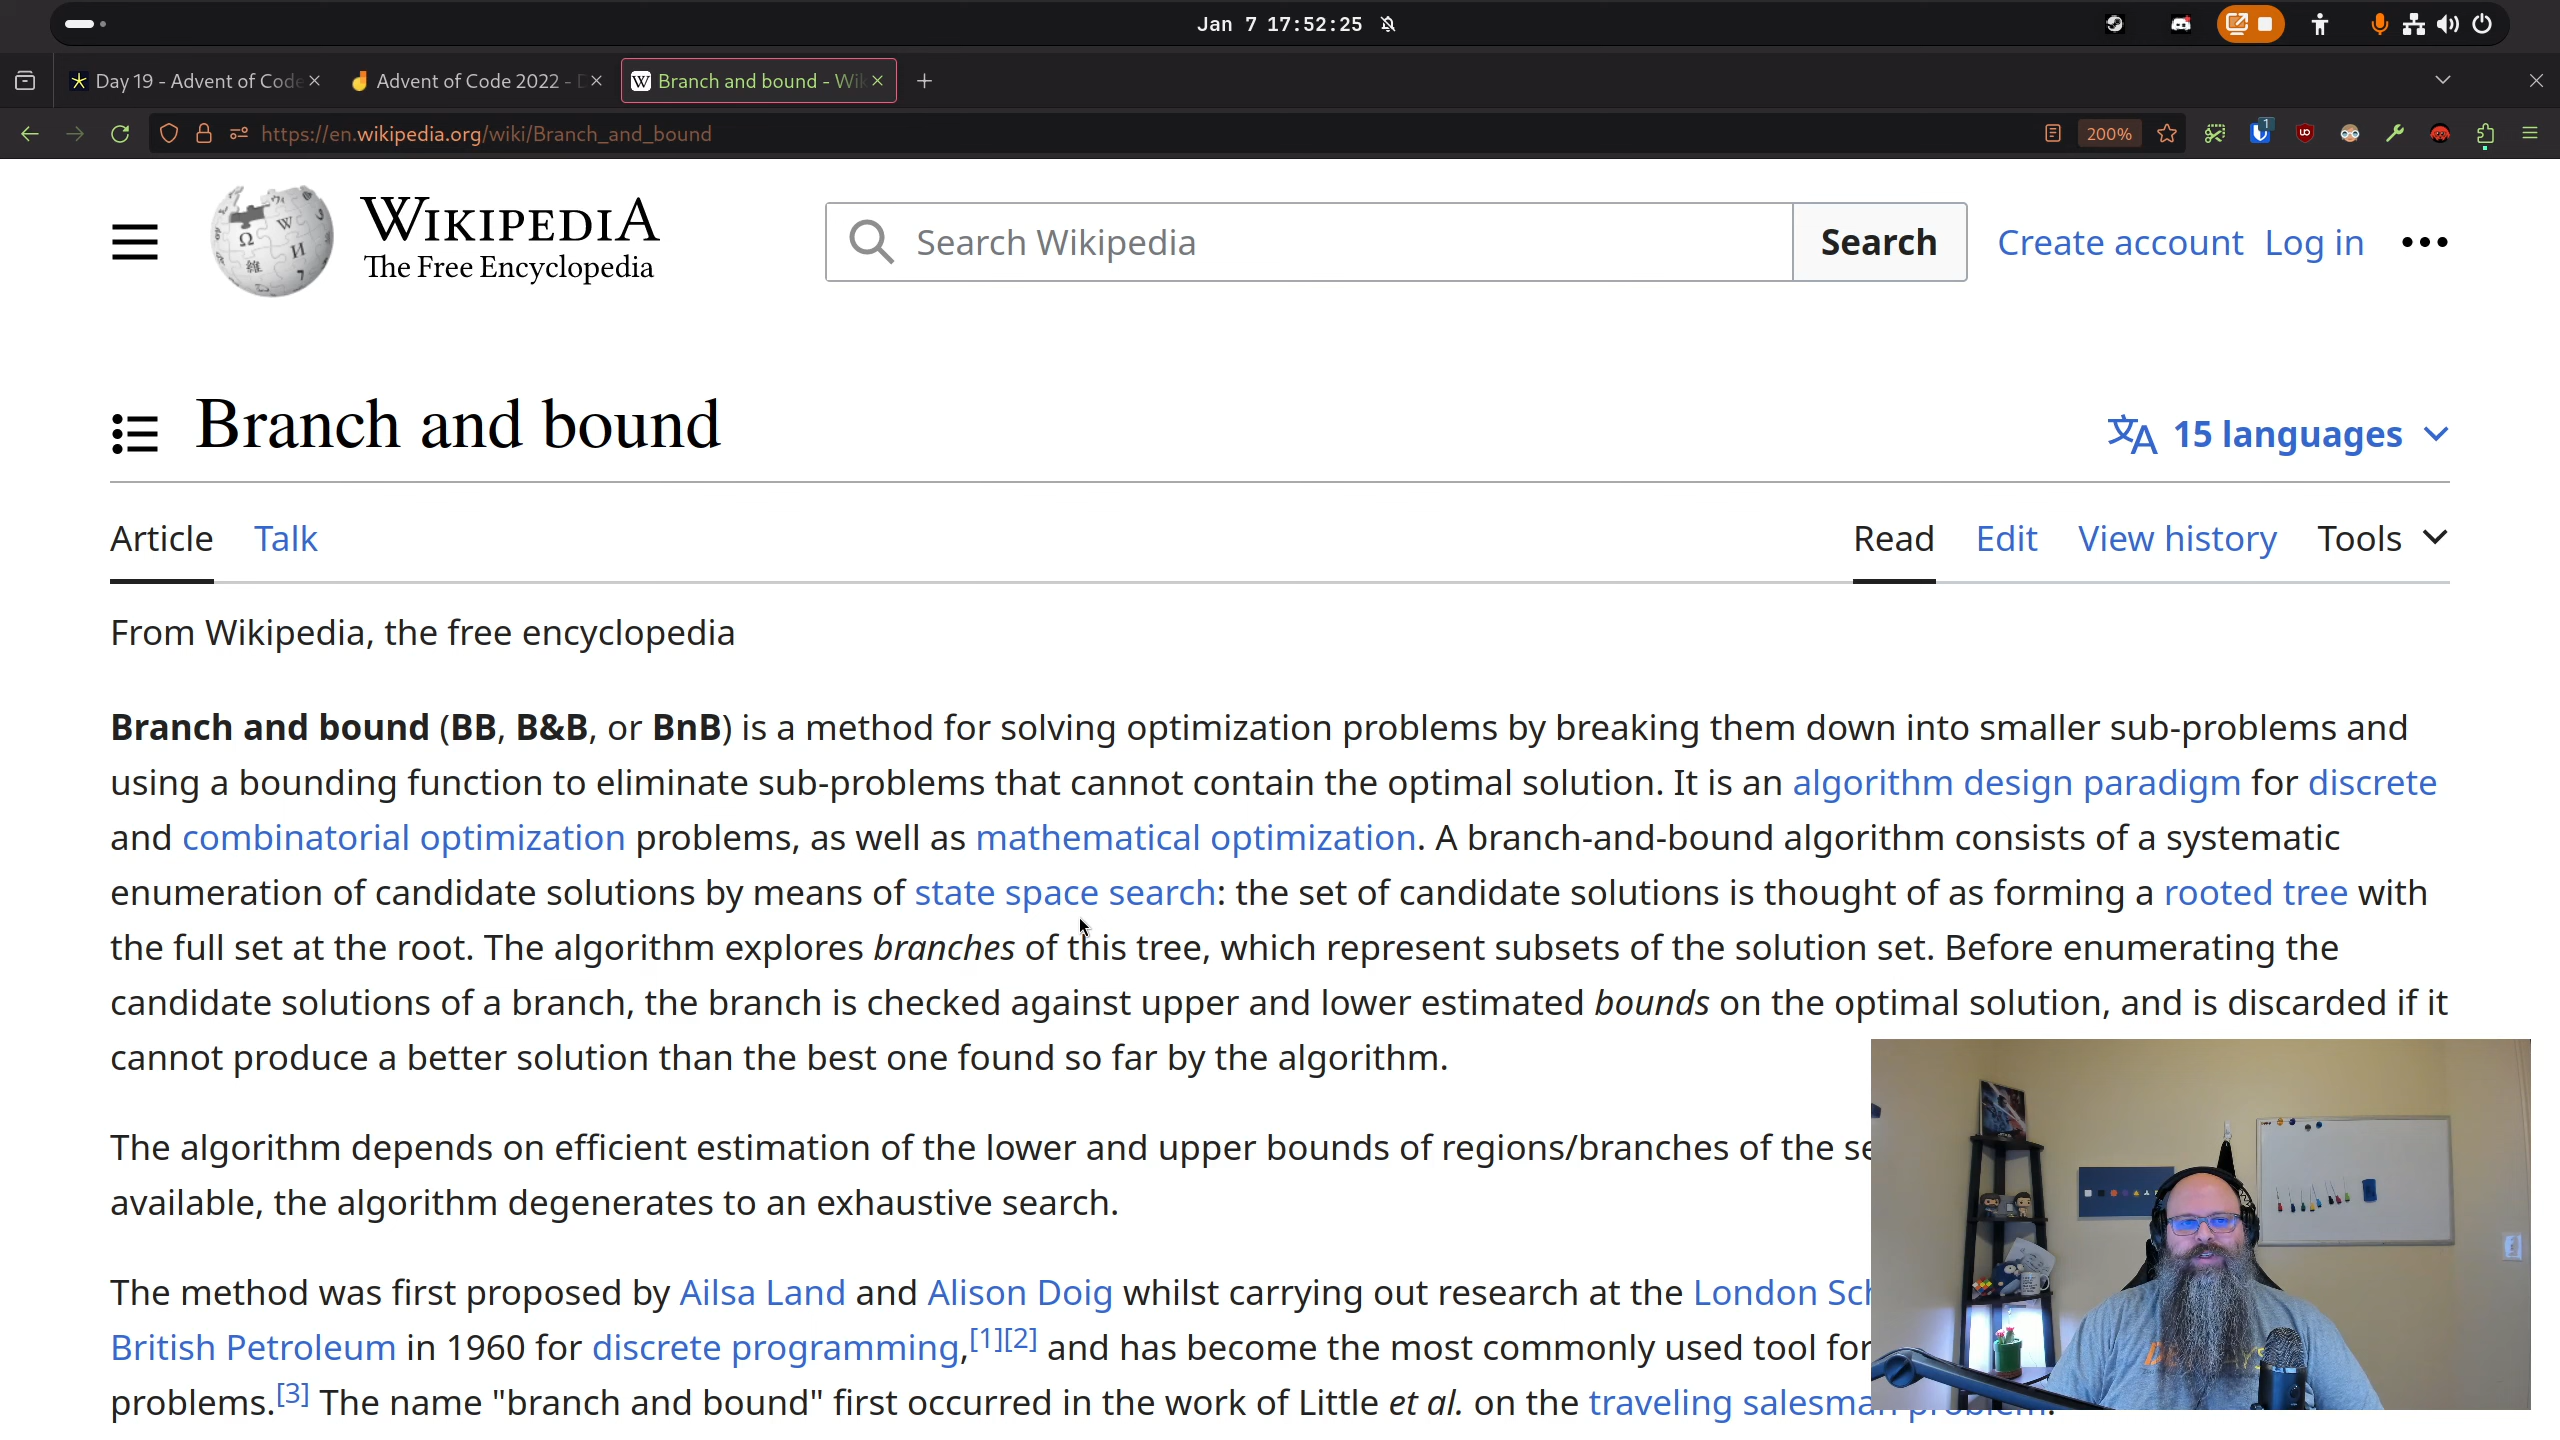 Jan 7 17:52:25
Day 19 - Advent of Code
Advent of Code 2022 - D
Branch and bound - Wik
https://en.wikipedia.org/wiki/Branch_and_bound
200%
1
WIKIPEDIA
The Free Encyclopedia
Search Wikipedia
Search
Create account
Log in
Branch and bound
15 languages
Article
Talk
Read
Edit
View history
Tools
From Wikipedia, the free encyclopedia
Branch and bound (BB, B&B, or BnB) is a method for solving optimization problems by breaking them down into smaller sub-problems and
using a bounding function to eliminate sub-problems that cannot contain the optimal solution. It is an algorithm design paradigm for discrete
and combinatorial optimization problems, as well as mathematical optimization. A branch-and-bound algorithm consists of a systematic
enumeration of candidate solutions by means of state space search: the set of candidate solutions is thought of as forming a rooted tree with
the full set at the root. The algorithm explores branches of this tree, which represent subsets of the solution set. Before enumerating the
candidate solutions of a branch, the branch is checked against upper and lower estimated bounds on the optimal solution, and is discarded if it
cannot produce a better solution than the best one found so far by the algorithm.
The algorithm depends on efficient estimation of the lower and upper bounds of regions/branches of the se
available, the algorithm degenerates to an exhaustive search.
The method was first proposed by Ailsa Land and Alison Doig whilst carrying out research at the London Sch
British Petroleum in 1960 for discrete programming,[1][2] and has become the most commonly used tool for
problems.[3] The name "branch and bound" first occurred in the work of Little et al. on the traveling salesman